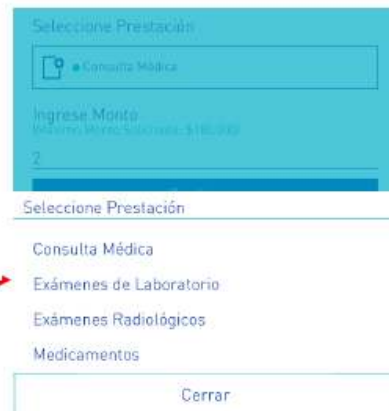 Seleccione Prestación
Consulta Médica
Ingrese Monto
2
Seleccione Prestación
Consulta Médica
Exámenes de Laboratorio
Exámenes Radiológicos
Medicamentos
Cerrar